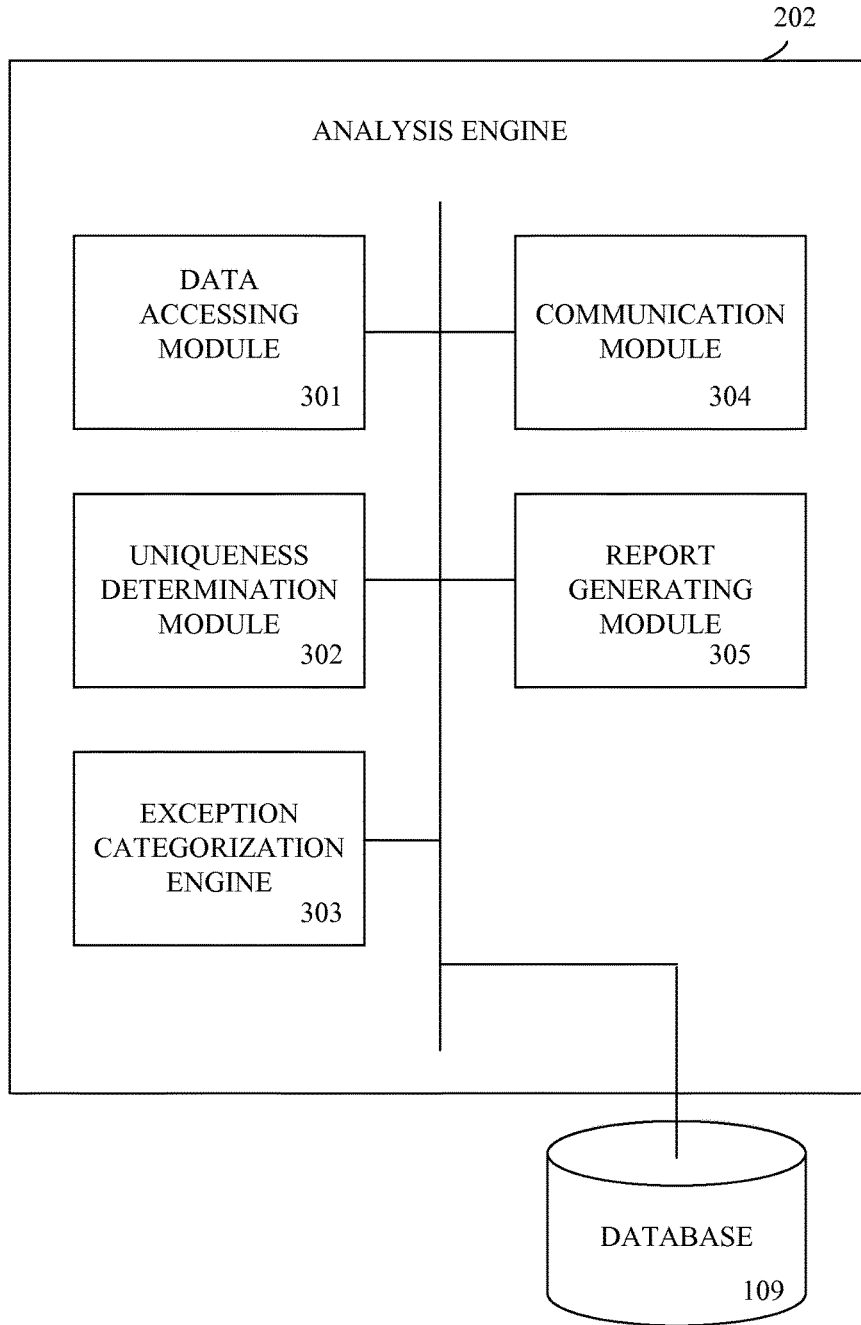 202
ANALYSIS ENGINE
DATA
ACCESSING
MODULE
301
COMMUNICATION
MODULE
304
UNIQUENESS
DETERMINATION
MODULE
302
REPORT
GENERATING
MODULE
305
EXCEPTION
CATEGORIZATION
ENGINE
303
DATABASE
109